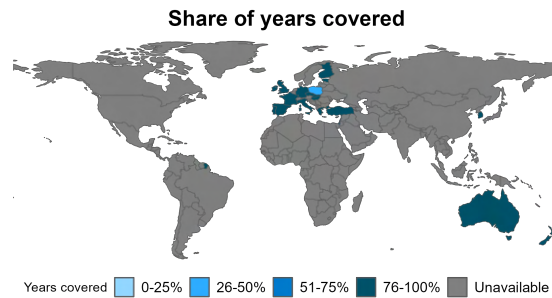 Share of years covered
Years covered 0-25% 26-50% 51-75% 76-100% Unavailable